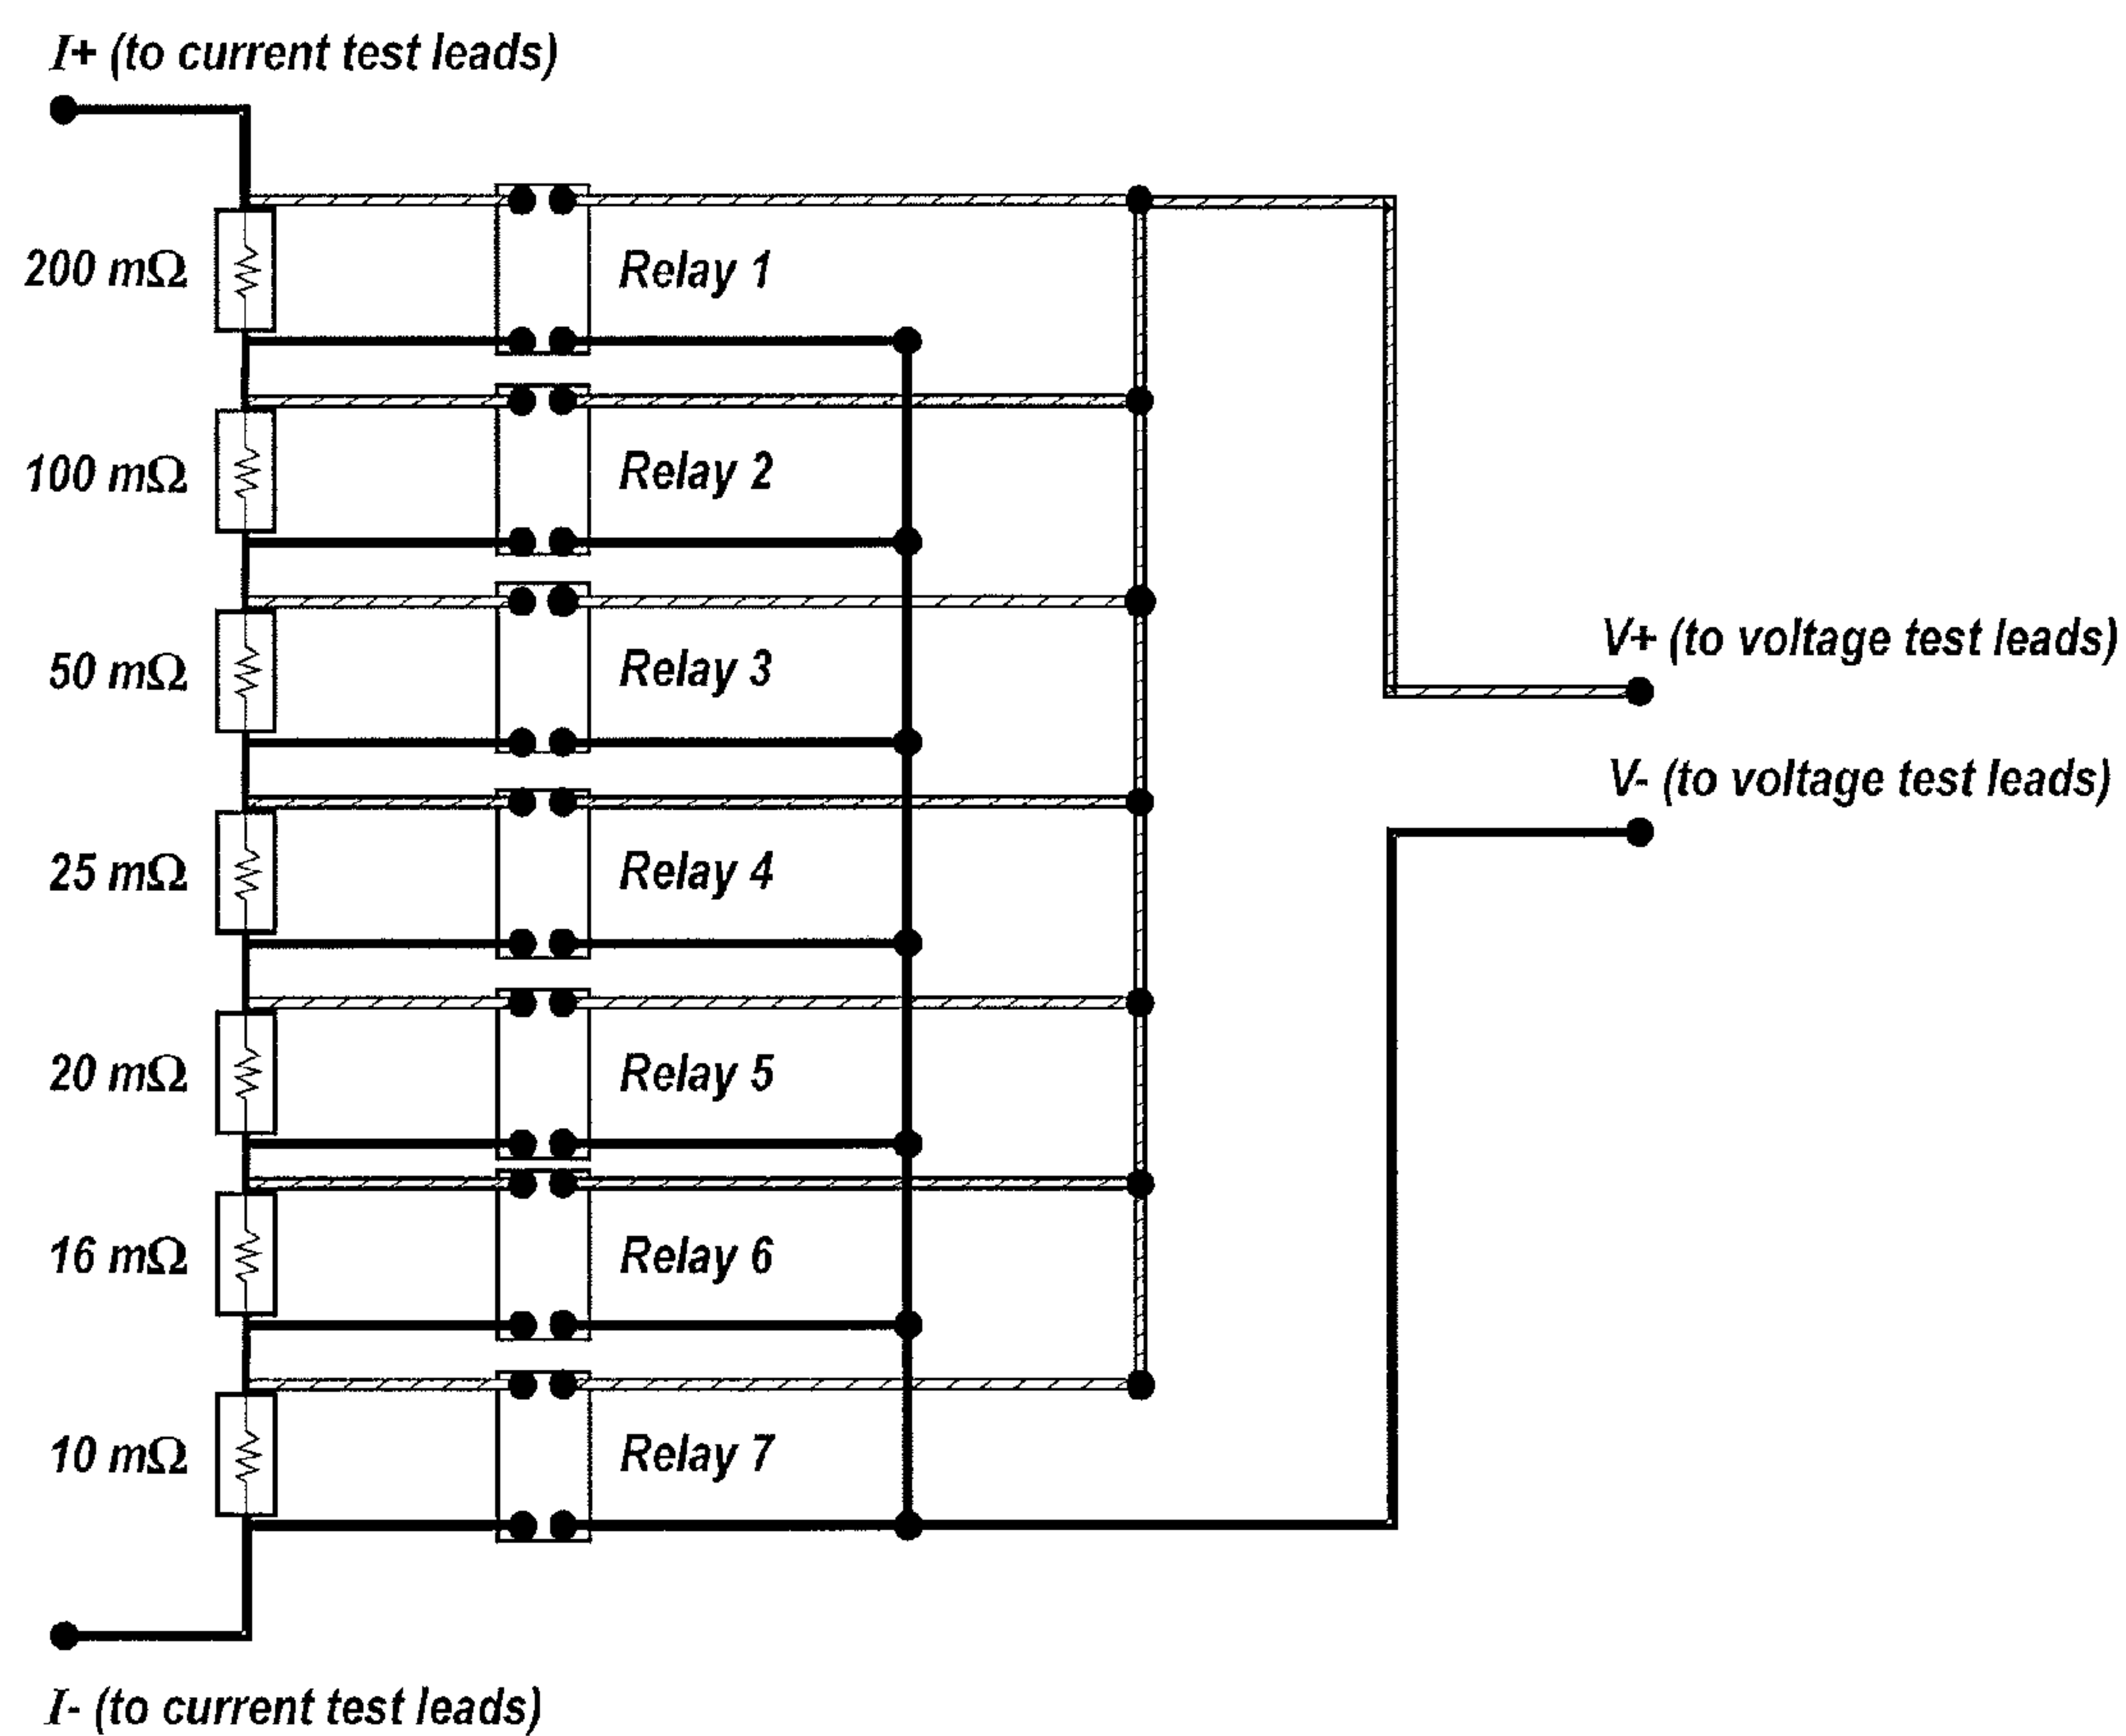 I+ (to current test leads)
200 mΩ
Relay 1
100 mΩ
Relay 2
50 mΩ
Relay 3
V+ (to voltage test leads)
V- (to voltage test leads)
25 mΩ
Relay 4
20 mΩ
Relay 5
16 mΩ
Relay 6
10 mΩ
Relay 7
I- (to current test leads)